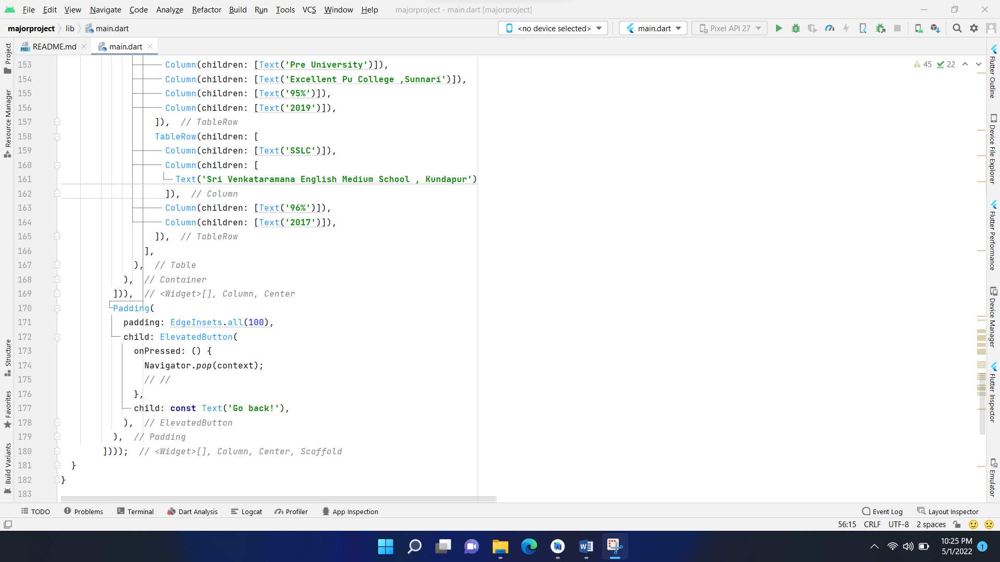 File Edit View Navigate Code Analyze Refactor Build Run Tools VCS Window Help majorproject - main.dart [majorproject]
majorproject lib main.dart <no device selected> main.dart Pixel API 27
README.md main.dart
45 22
153 Column(children: [Text('Pre University')]),
154 Column(children: [Text('Excellent Pu College ,Sunnari')]),
155 Column(children: [Text('95%')]),
156 Column(children: [Text('2019')]),
157 ]), // TableRow
158 TableRow(children: [
159 Column(children: [Text('SSLC')]),
160 Column(children: [
161 Text('Sri Venkataramana English Medium School , Kundapur')
162 ]), // Column
163 Column(children: [Text('96%')]),
164 Column(children: [Text('2017')]),
165 ]), // TableRow
166 ],
167 ), // Table
168 ), // Container
169 ])), // <Widget>[], Column, Center
170 Padding(
171 padding: EdgeInsets.all(100),
172 child: ElevatedButton(
173 onPressed: () {
174 Navigator.pop(context);
175 // //
176 },
177 child: const Text('Go back!'),
178 ), // ElevatedButton
179 ), // Padding
180 ]))); // <Widget>[], Column, Center, Scaffold
181 }
182 }
183
Project
Resource Manager
Structure
Favorites
Build Variants
Flutter Outline
Device File Explorer
Flutter Performance
Device Manager
Flutter Inspector
Emulator
TODO Problems Terminal Dart Analysis Logcat Profiler App Inspection Event Log Layout Inspector
56:15 CRLF UTF-8 2 spaces
10:25 PM
5/1/2022
1